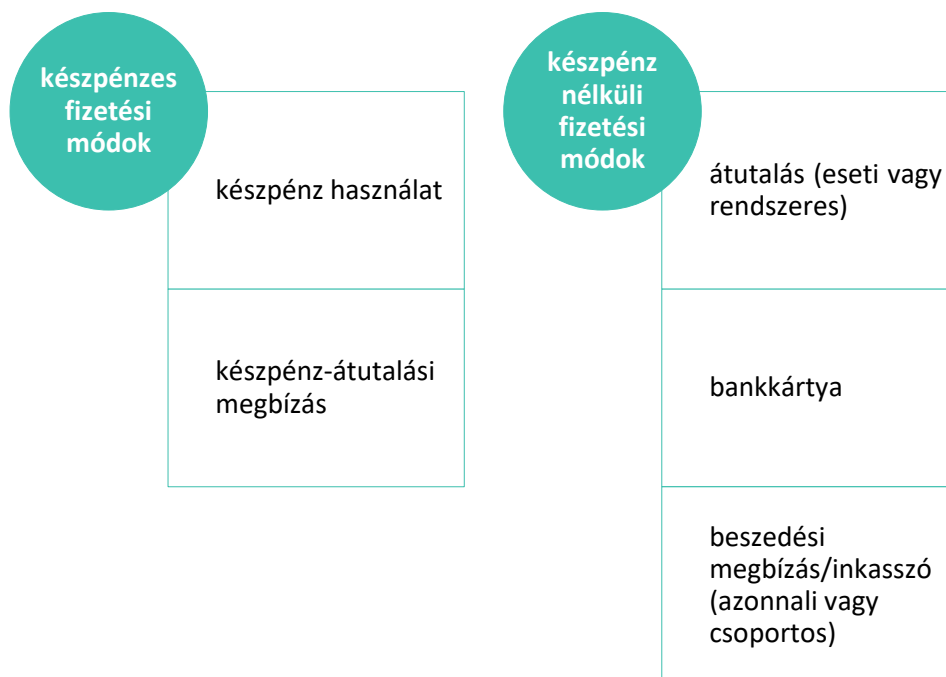 készpénzes
fizetési
módok
készpénz használat
készpénz-átutalási
megbízás
készpénz
nélküli
fizetési
módok
átutalás (eseti vagy
rendszeres)
bankkártya
beszedési
megbízás/inkasszó
(azonnali vagy
csoportos)